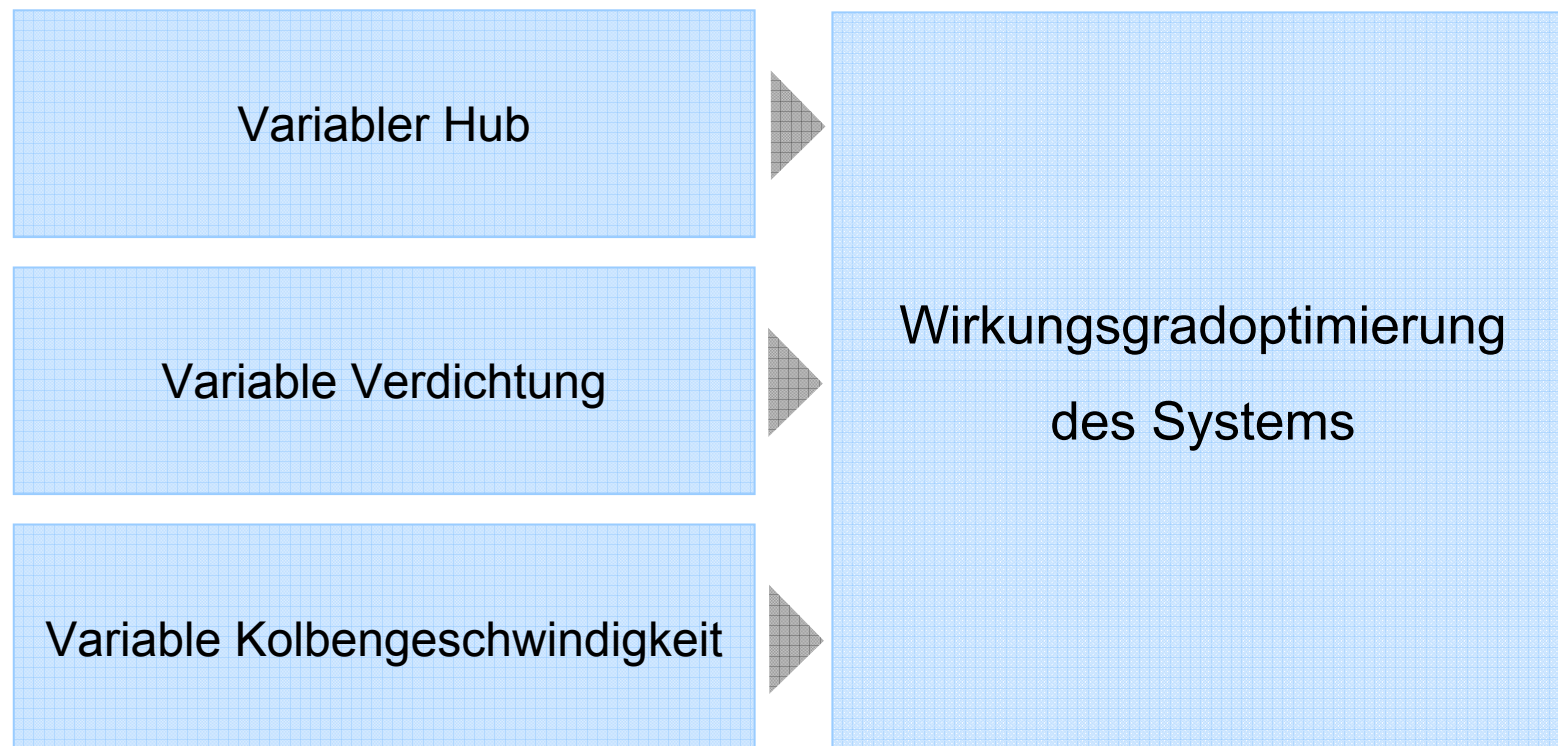 Variabler Hub
Variable Verdichtung
Variable Kolbengeschwindigkeit
Wirkungsgradoptimierung
des Systems